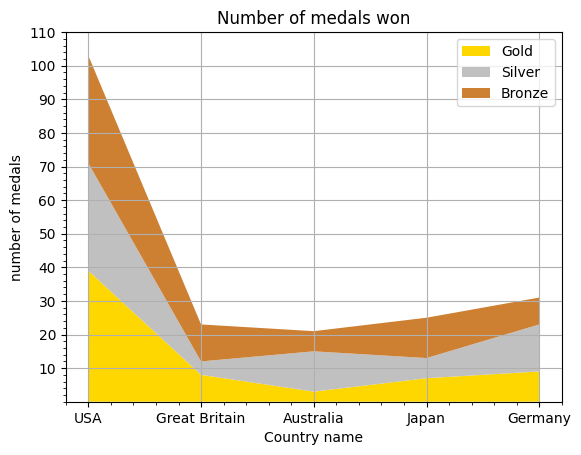 Number of medals won
110
100
90
80
70
60
50
40
30
20
10
number of medals
Gold
Silver
Bronze
USA Great Britain Australia Japan Germany
Country name